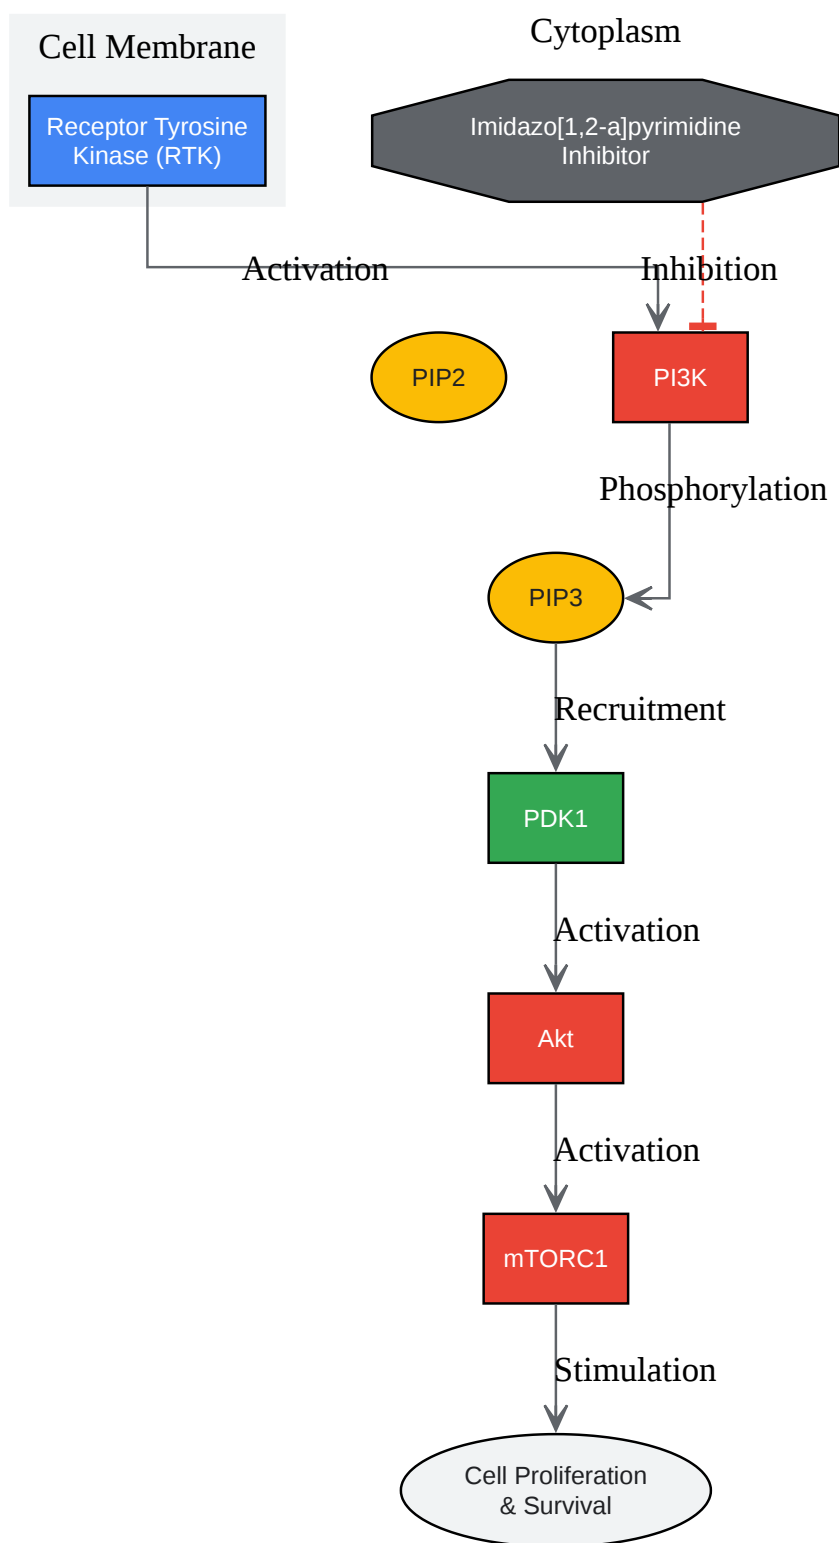 Cell Membrane
Cytoplasm
Receptor Tyrosine
Kinase (RTK)
Imidazo[1,2-a]pyrimidine
Inhibitor
Activation
Inhibition
PIP2
PI3K
Phosphorylation
PIP3
Recruitment
PDK1
Activation
Akt
Activation
mTORC1
Stimulation
Cell Proliferation
& Survival